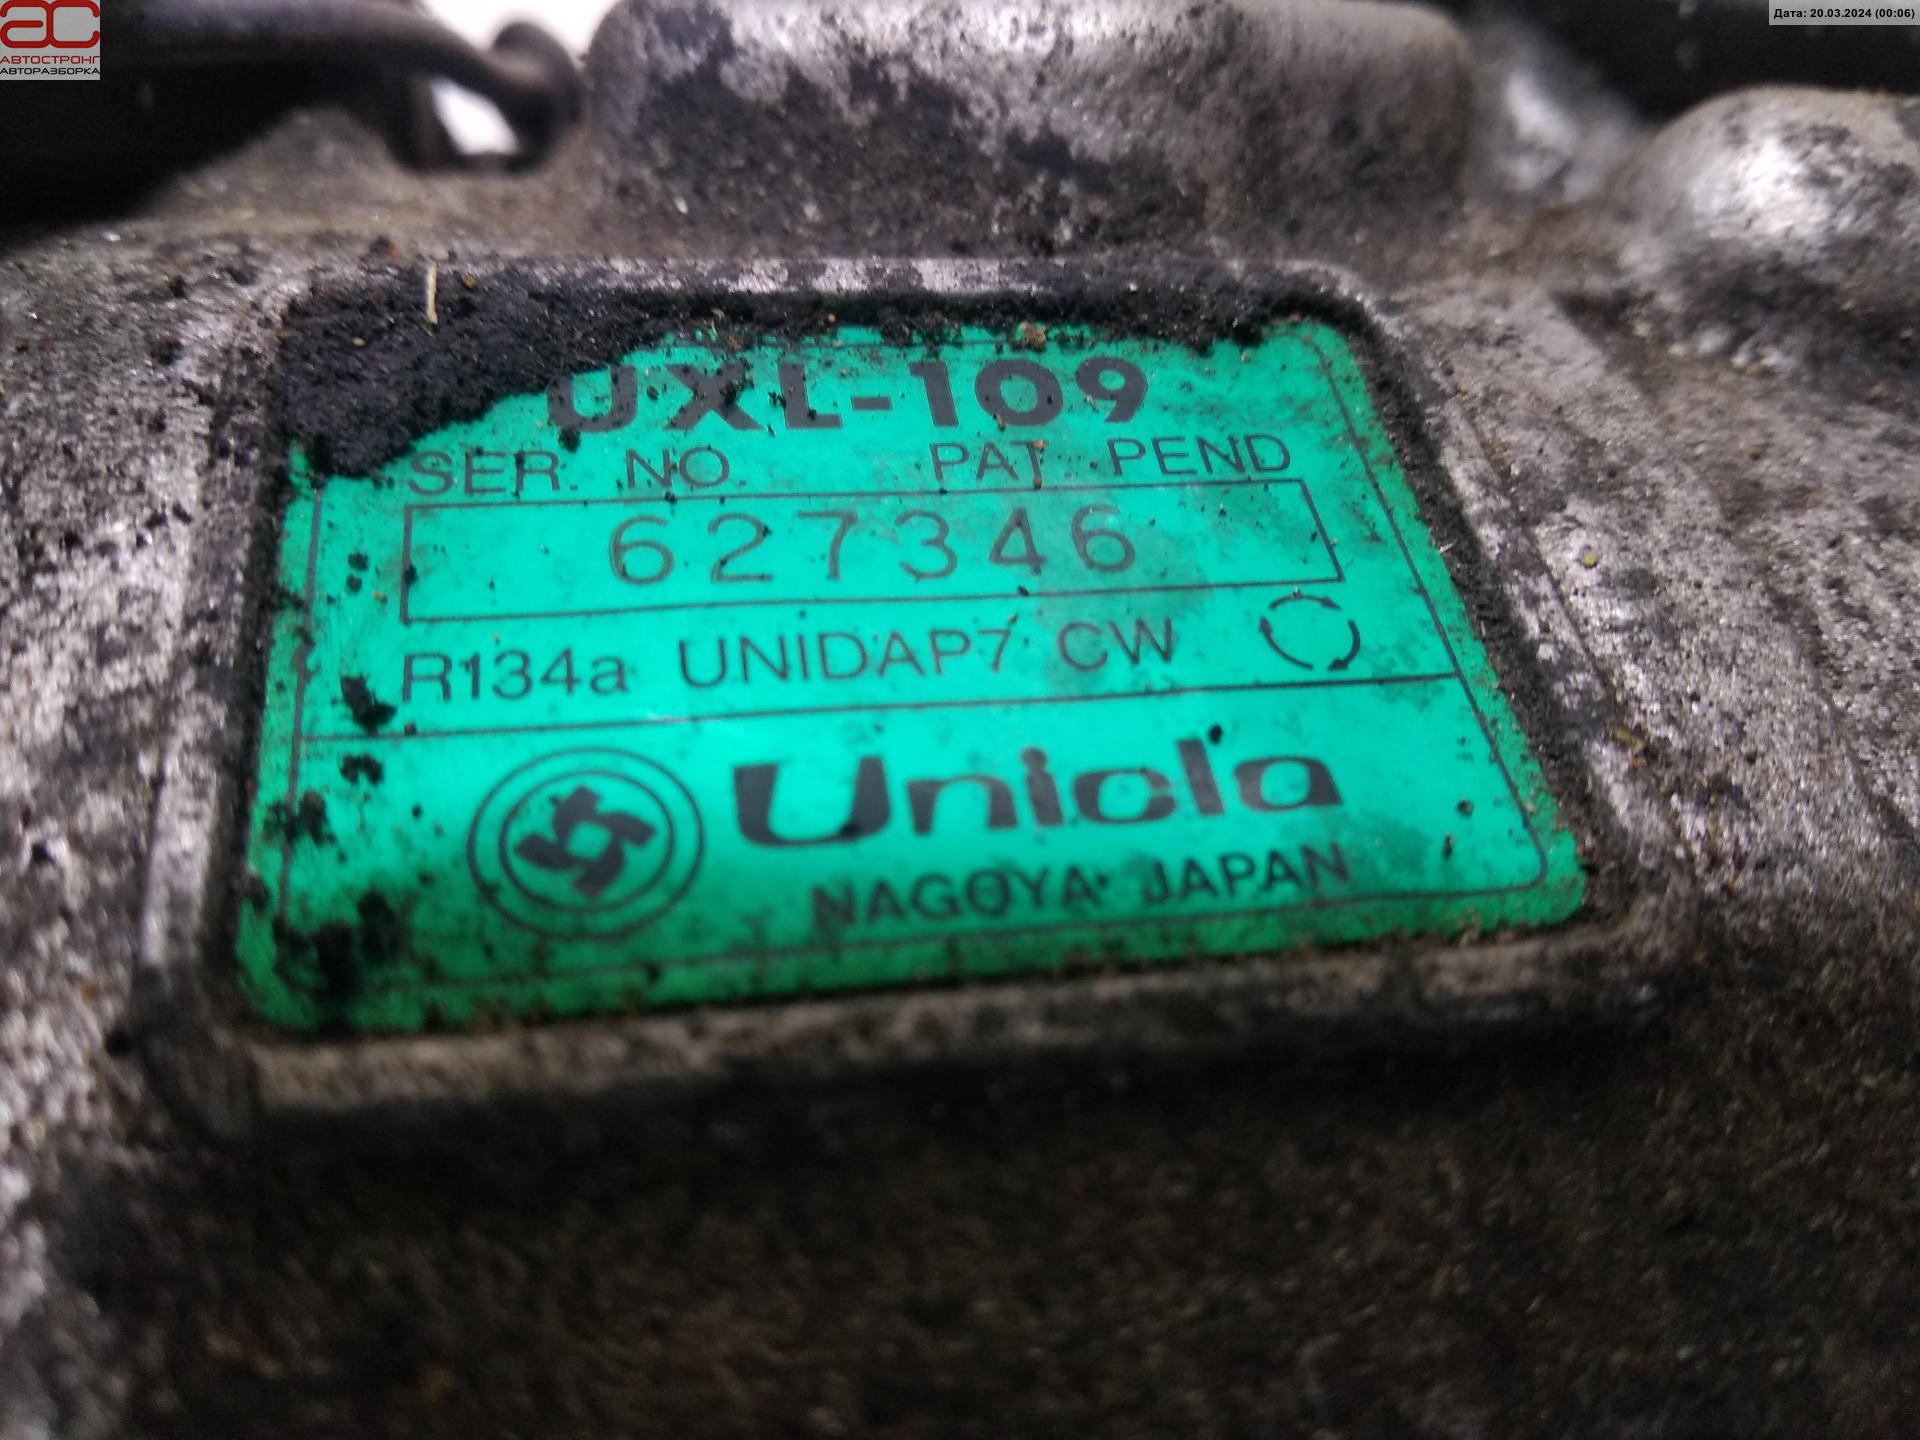 ac
АВТОСТРОНГ
АВТОРАЗБОРКА
Дата: 20.03.2024 (00:06)
UXL-109
SER. NO. PAT. PEND
627346
R134a UNIDAP7 CW
Unicla
NAGOYA JAPAN